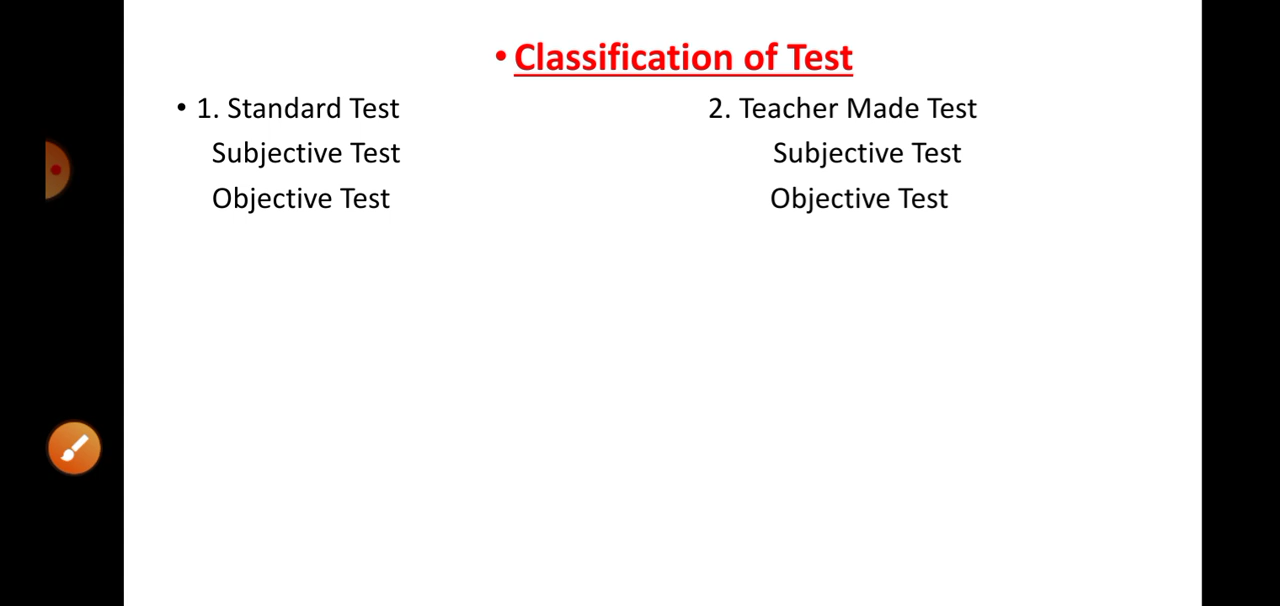 • Classification of Test
• 1. Standard Test 2. Teacher Made Test
Subjective Test Subjective Test
Objective Test Objective Test